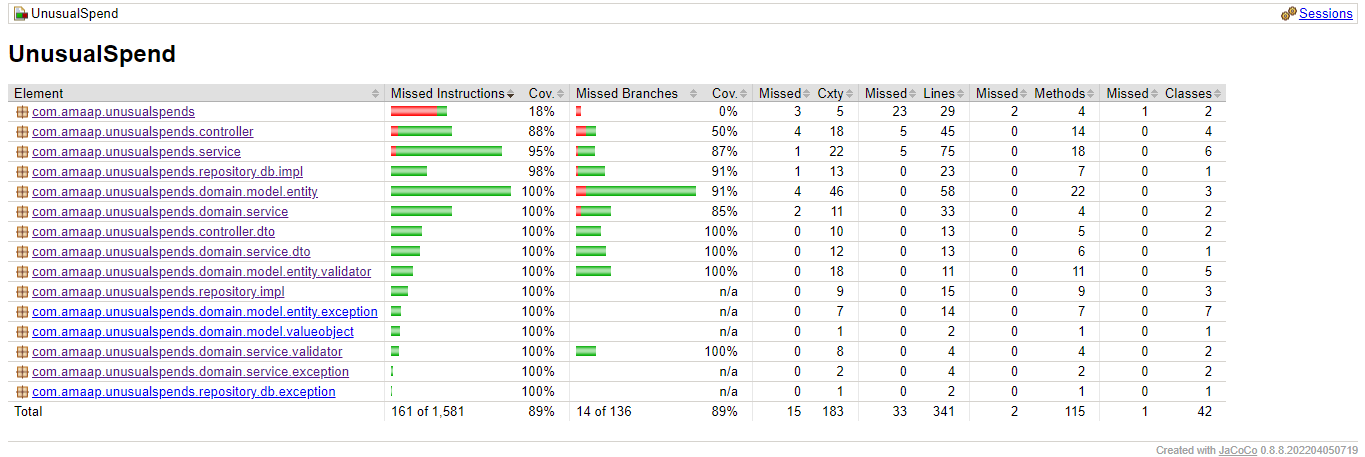 UnusualSpend Sessions
UnusualSpend
Element Missed Instructions Cov. Missed Branches Cov. Missed Cxty Missed Lines Missed Methods Missed Classes
com.amaap.unusualspends 18% 0% 3 5 23 29 2 4 1 2
com.amaap.unusualspends.controller 88% 50% 4 18 5 45 0 14 0 4
com.amaap.unusualspends.service 95% 87% 1 22 5 75 0 18 0 6
com.amaap.unusualspends.repository.db.impl 98% 91% 1 13 0 23 0 7 0 1
com.amaap.unusualspends.domain.model.entity 100% 91% 4 46 0 58 0 22 0 3
com.amaap.unusualspends.domain.service 100% 85% 2 11 0 33 0 4 0 2
com.amaap.unusualspends.controller.dto 100% 100% 0 10 0 13 0 5 0 2
com.amaap.unusualspends.domain.service.dto 100% 100% 0 12 0 13 0 6 0 1
com.amaap.unusualspends.domain.model.entity.validator 100% 100% 0 18 0 11 0 11 0 5
com.amaap.unusualspends.repository.impl 100% n/a 0 9 0 15 0 9 0 3
com.amaap.unusualspends.domain.model.entity.exception 100% n/a 0 7 0 14 0 7 0 7
com.amaap.unusualspends.domain.model.valueobject 100% n/a 0 1 0 2 0 1 0 1
com.amaap.unusualspends.domain.service.validator 100% 100% 0 8 0 4 0 4 0 2
com.amaap.unusualspends.domain.service.exception 100% n/a 0 2 0 4 0 2 0 2
com.amaap.unusualspends.repository.db.exception 100% n/a 0 1 0 2 0 1 0 1
Total 161 of 1,581 89% 14 of 136 89% 15 183 33 341 2 115 1 42
Created with JaCoCo 0.8.8.202204050719